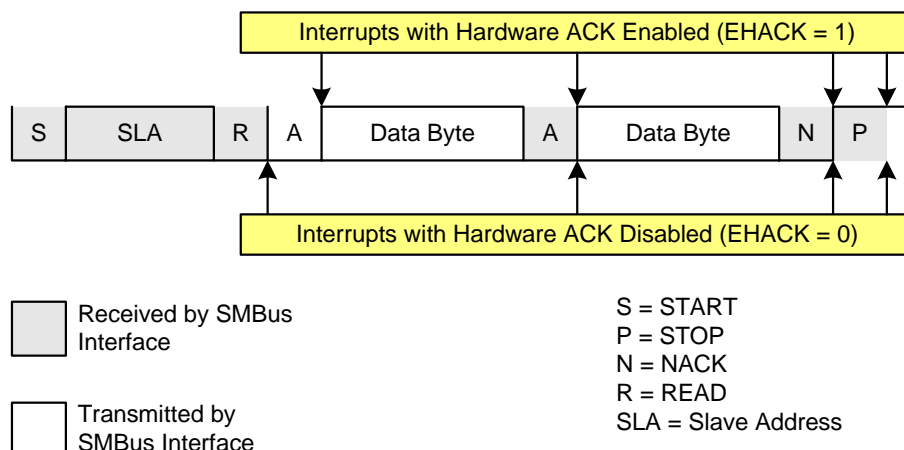 Interrupts with Hardware ACK Enabled (EHACK = 1)
S SLA R A Data Byte A Data Byte N P
Interrupts with Hardware ACK Disabled (EHACK = 0)
Received by SMBus
Interface
Transmitted by
SMBus Interface
S = START
P = STOP
N = NACK
R = READ
SLA = Slave Address